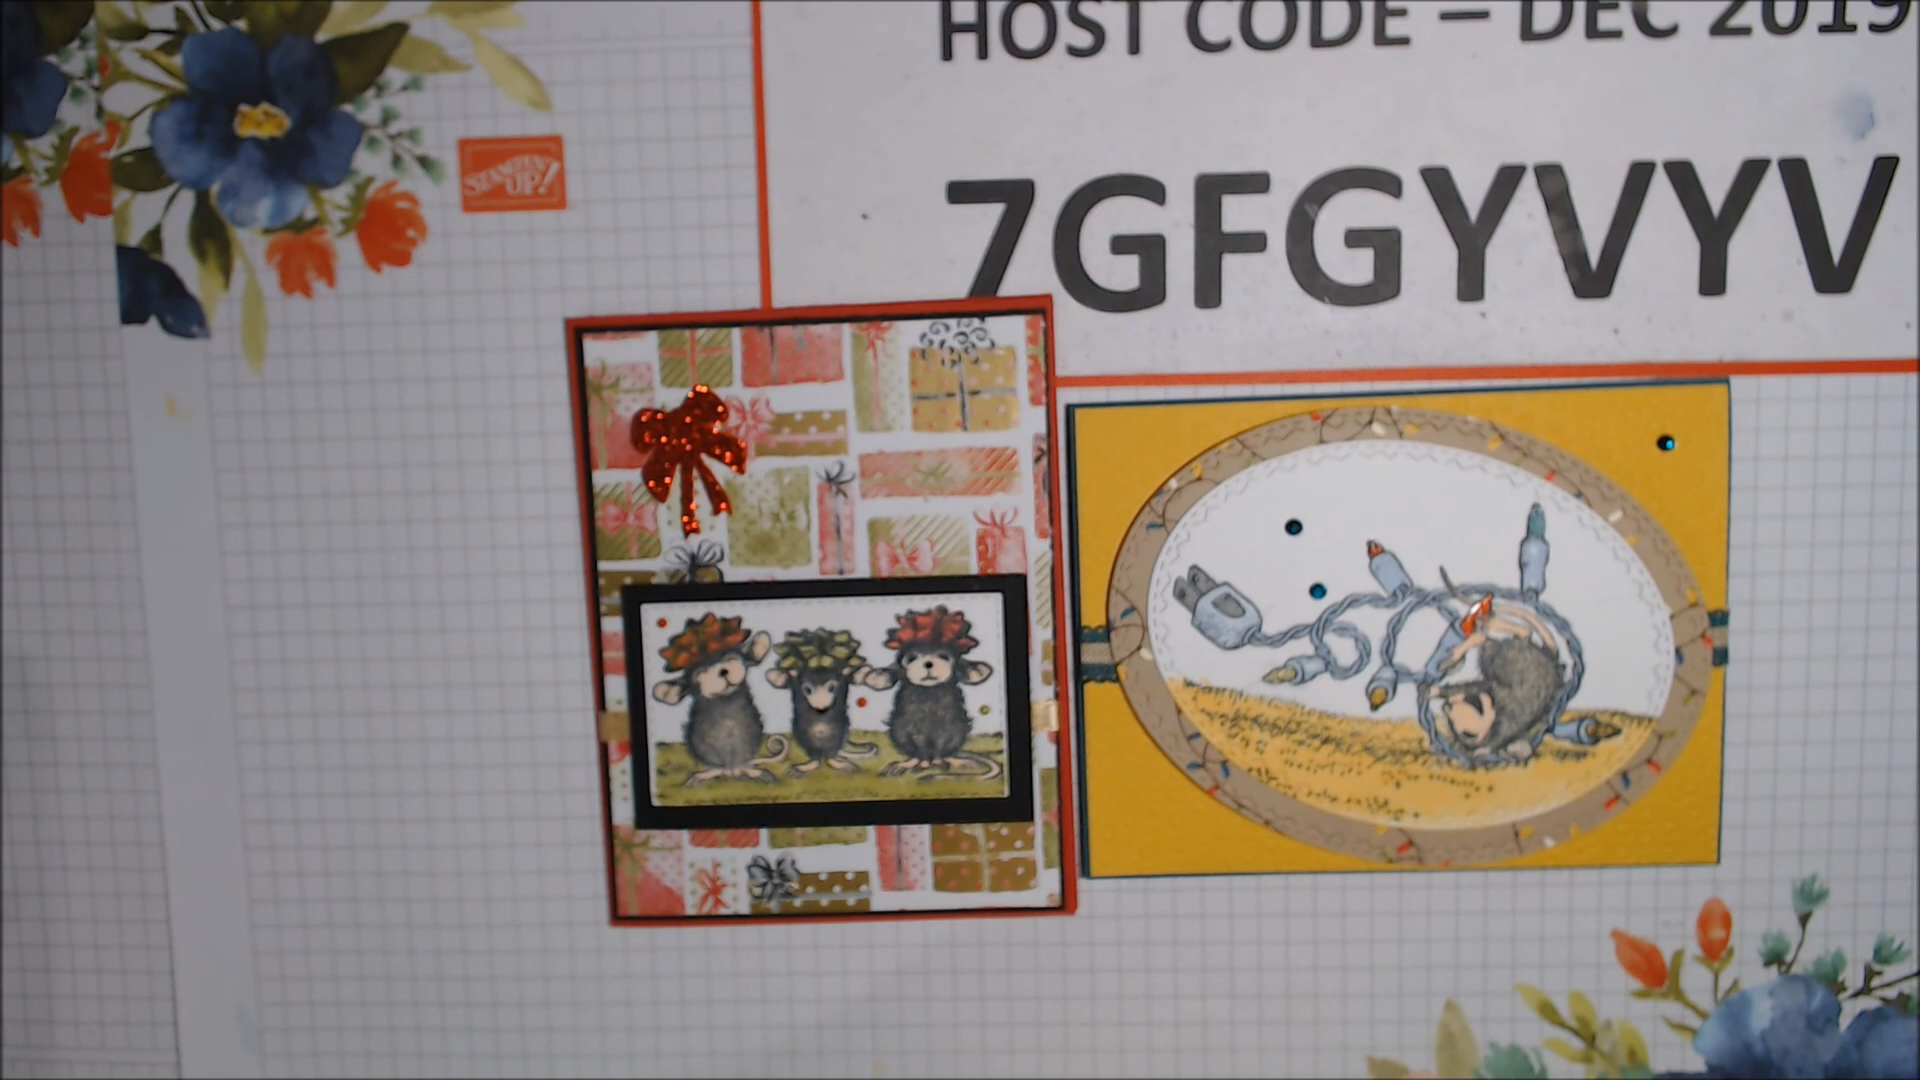 HOST CODE – DEC 2019
7GFGYVYV
STAMPIN' UP!